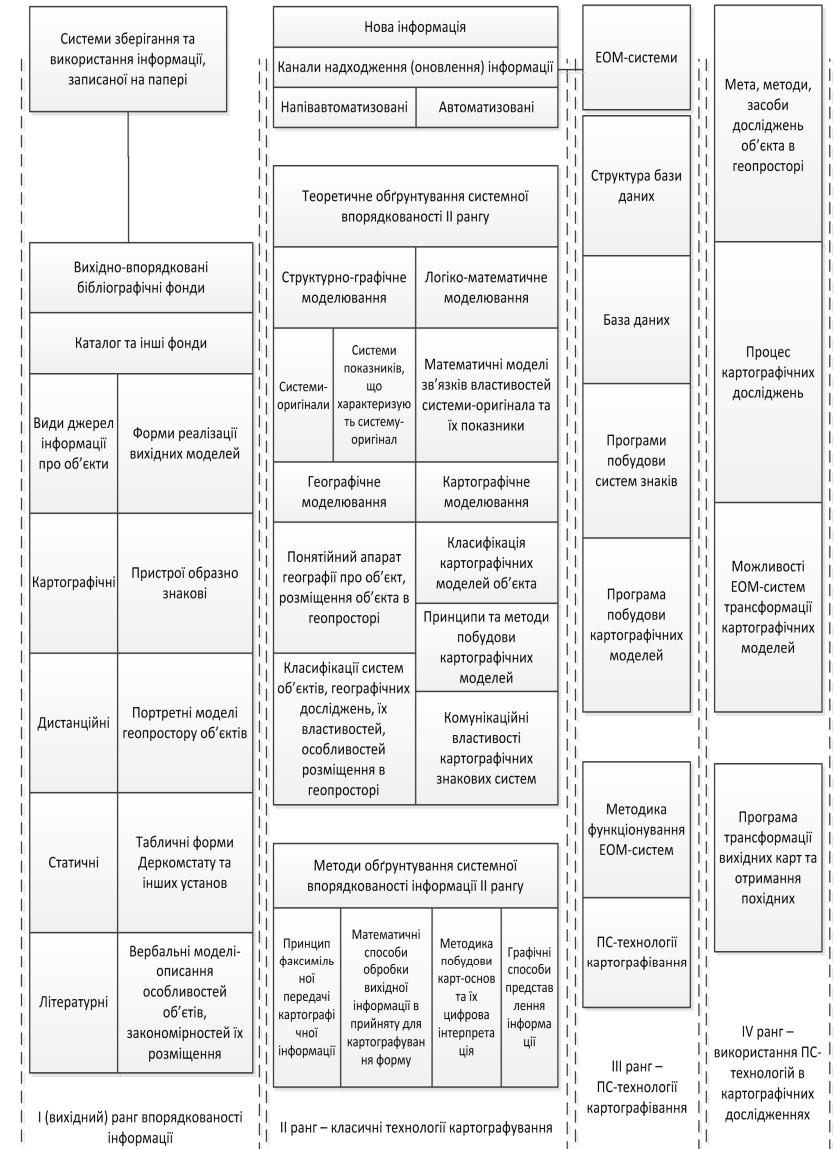 Системи зберігання та
використання інформації,
записаної на папері
Вихідно-впорядковані
бібліографічні фонди
Каталог та інші фонди
Види джерел
інформації
про об’єкти
Форми реалізації
вихідних моделей
Картографічні
Пристрої образно
знакові
Дистанційні
Портретні моделі
геопростору об’єктів
Статичні
Табличні форми
Деркомстату та
інших установ
Літературні
Вербальні моделі-
описання
особливостей
об’єтів,
закономірностей їх
розміщення
І (вихідний) ранг впорядкованості
інформації
Нова інформація
Канали надходження (оновлення) інформації
Напівавтоматизовані
Автоматизовані
Теоретичне обґрунтування системної
впорядкованості ІІ рангу
Структурно-графічне
моделювання
Логіко-математичне
моделювання
Системи-
оригінали
Системи
показників,
що
характеризую
ть систему-
оригінал
Математичні моделі
зв’язків властивостей
системи-оригінала та
їх показники
Географічне
моделювання
Картографічне
моделювання
Понятійний апарат
географії про об’єкт,
розміщення об’єкта в
геопросторі
Класифікації систем
об’єктів, географічних
досліджень, їх
властивостей,
особливостей
розміщення в
геопросторі
Класифікація
картографічних
моделей об’єкта
Принципи та методи
побудови
картографічних
моделей
Комунікаційні
властивості
картографічних
знакових систем
Методи обґрунтування системної
впорядкованості інформації ІІ рангу
Принцип
факсиміль
ної
передачі
картографі
чної
інформації
Математичні
способи
обробки
вихідної
інформації в
прийняту для
картографуван
ня форму
Методика
побудови
карт-основ
та їх
цифрова
інтерпрета
ція
Графічні
способи
представ
лення
інформа
ції
ІІ ранг – класичні технології картографування
ЕОМ-системи
Структура бази
даних
База даних
Програми
побудови
систем знаків
Програма
побудови
картографічних
моделей
Методика
функціонування
ЕОМ-систем
ПС-технології
картографівання
ІІІ ранг –
ПС-технології
картографівання
Мета, методи,
засоби
досліджень
об’єкта в
геопросторі
Процес
картографічних
досліджень
Можливості
ЕОМ-систем
трансформації
картографічних
моделей
Програма
трансформації
вихідних карт та
отримання
похідних
IV ранг –
використання ПС-
технологій в
картографічних
дослідженнях